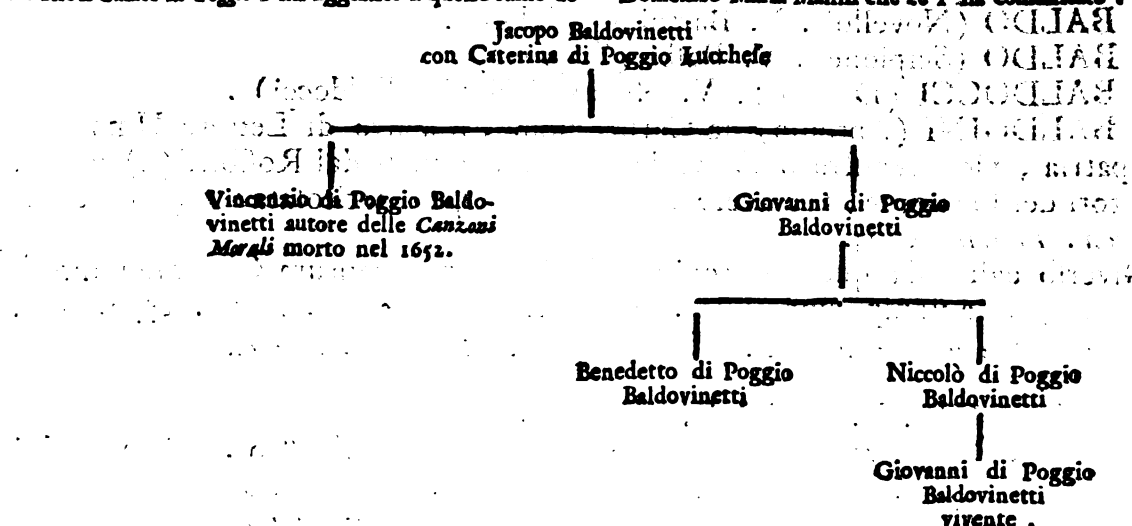 Jacopo Baldovinetti
con Caterina di Poggio Lucchese
Vincenzio di Poggio Baldo-
vinetti autore delle Canzoni
Morali morto nel 1652.
Giovanni di Poggio
Baldovinetti
Benedetto di Poggio
Baldovinetti
Niccolò di Poggio
Baldovinetti
Giovanni di Poggio
Baldovinetti
vivente.